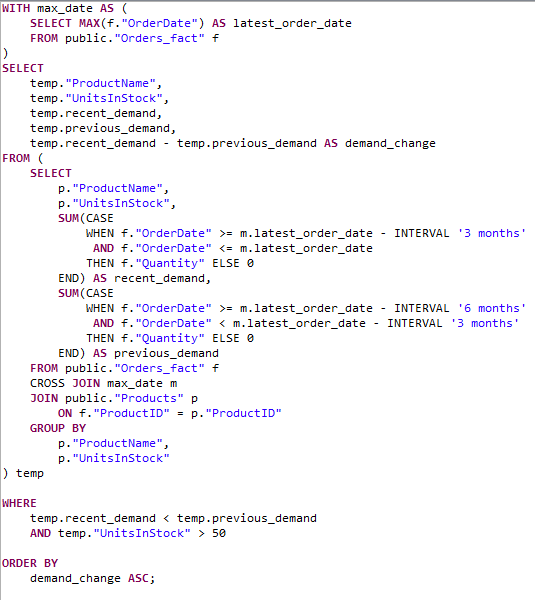 WITH max_date AS (
    SELECT MAX(f."OrderDate") AS latest_order_date
    FROM public."Orders_fact" f
)
SELECT
    temp."ProductName",
    temp."UnitsInStock",
    temp.recent_demand,
    temp.previous_demand,
    temp.recent_demand - temp.previous_demand AS demand_change
FROM (
    SELECT
        p."ProductName",
        p."UnitsInStock",
        SUM(CASE
            WHEN f."OrderDate" >= m.latest_order_date - INTERVAL '3 months'
             AND f."OrderDate" <= m.latest_order_date
            THEN f."Quantity" ELSE 0
        END) AS recent_demand,
        SUM(CASE
            WHEN f."OrderDate" >= m.latest_order_date - INTERVAL '6 months'
             AND f."OrderDate" < m.latest_order_date - INTERVAL '3 months'
            THEN f."Quantity" ELSE 0
        END) AS previous_demand
    FROM public."Orders_fact" f
    CROSS JOIN max_date m
    JOIN public."Products" p
        ON f."ProductID" = p."ProductID"
    GROUP BY
        p."ProductName",
        p."UnitsInStock"
) temp

WHERE
    temp.recent_demand < temp.previous_demand
    AND temp."UnitsInStock" > 50

ORDER BY
    demand_change ASC;